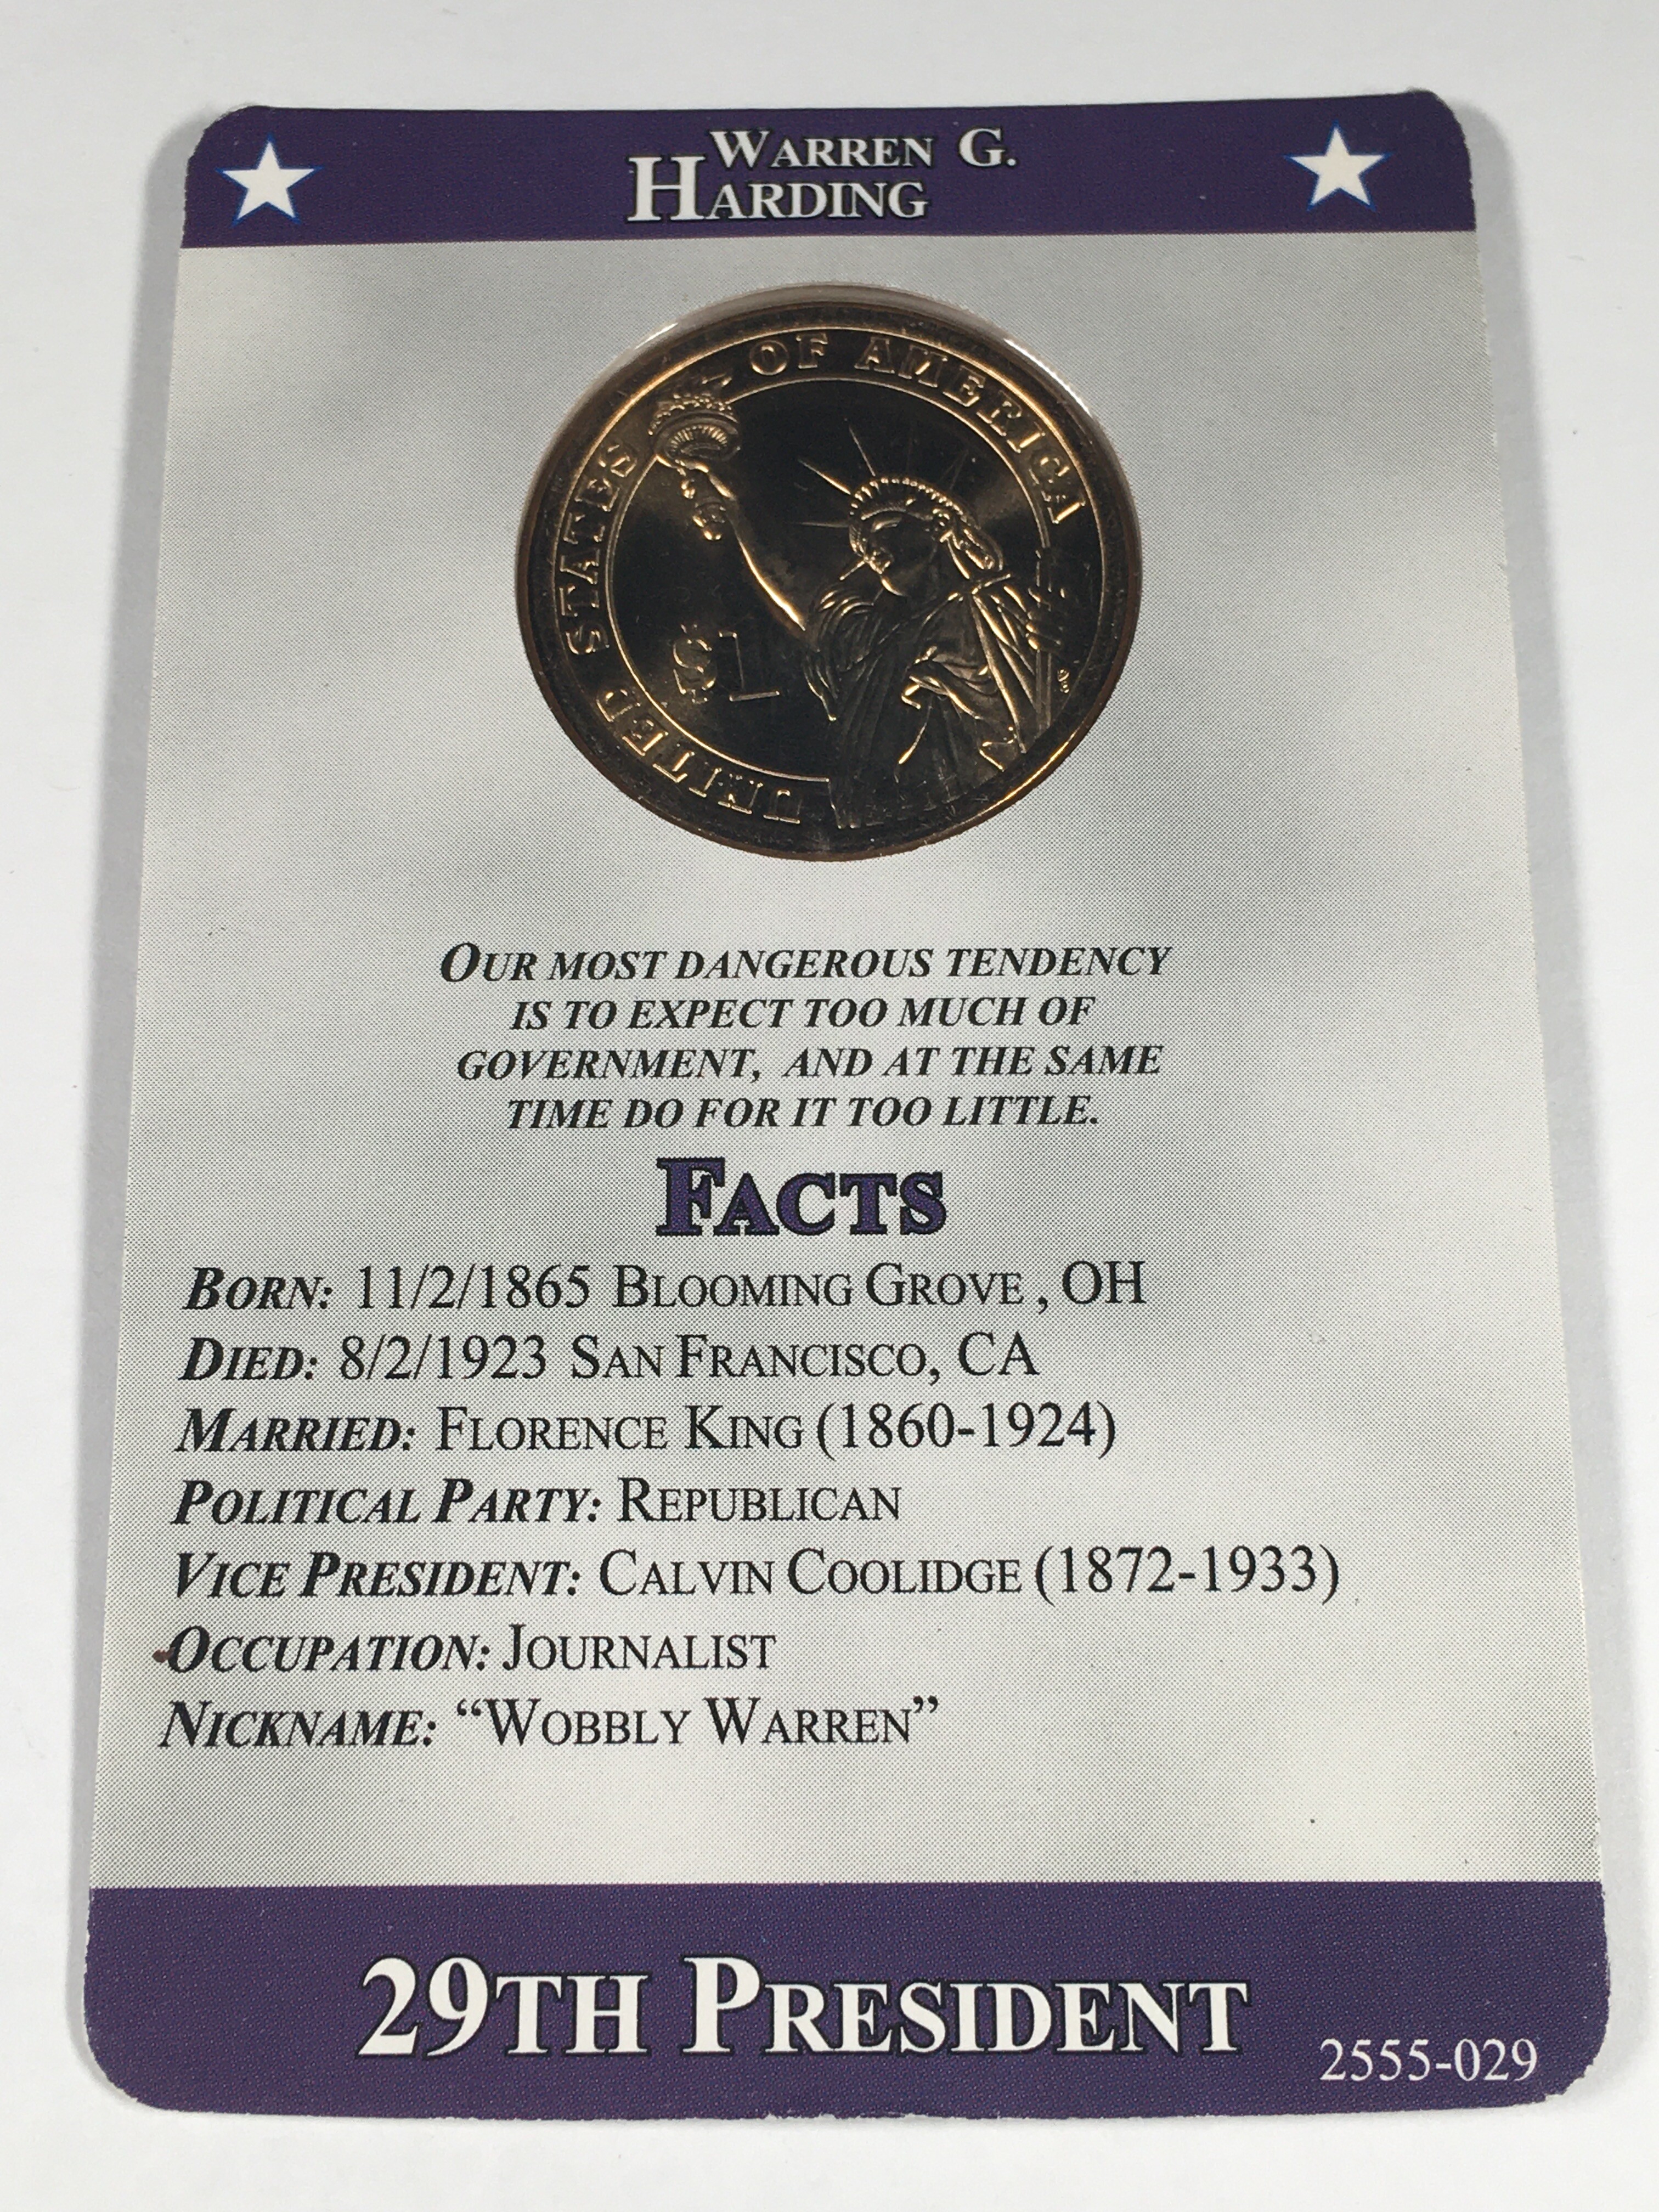 WARREN G.
HARDING
UNITED STATES OF AMERICA
$1
OUR MOST DANGEROUS TENDENCY
IS TO EXPECT TOO MUCH OF
GOVERNMENT, AND AT THE SAME
TIME DO FOR IT TOO LITTLE.
FACTS
BORN: 11/2/1865 BLOOMING GROVE , OH
DIED: 8/2/1923 SAN FRANCISCO, CA
MARRIED: FLORENCE KING (1860-1924)
POLITICAL PARTY: REPUBLICAN
VICE PRESIDENT: CALVIN COOLIDGE (1872-1933)
OCCUPATION: JOURNALIST
NICKNAME: “WOBBLY WARREN”
29TH PRESIDENT
2555-029